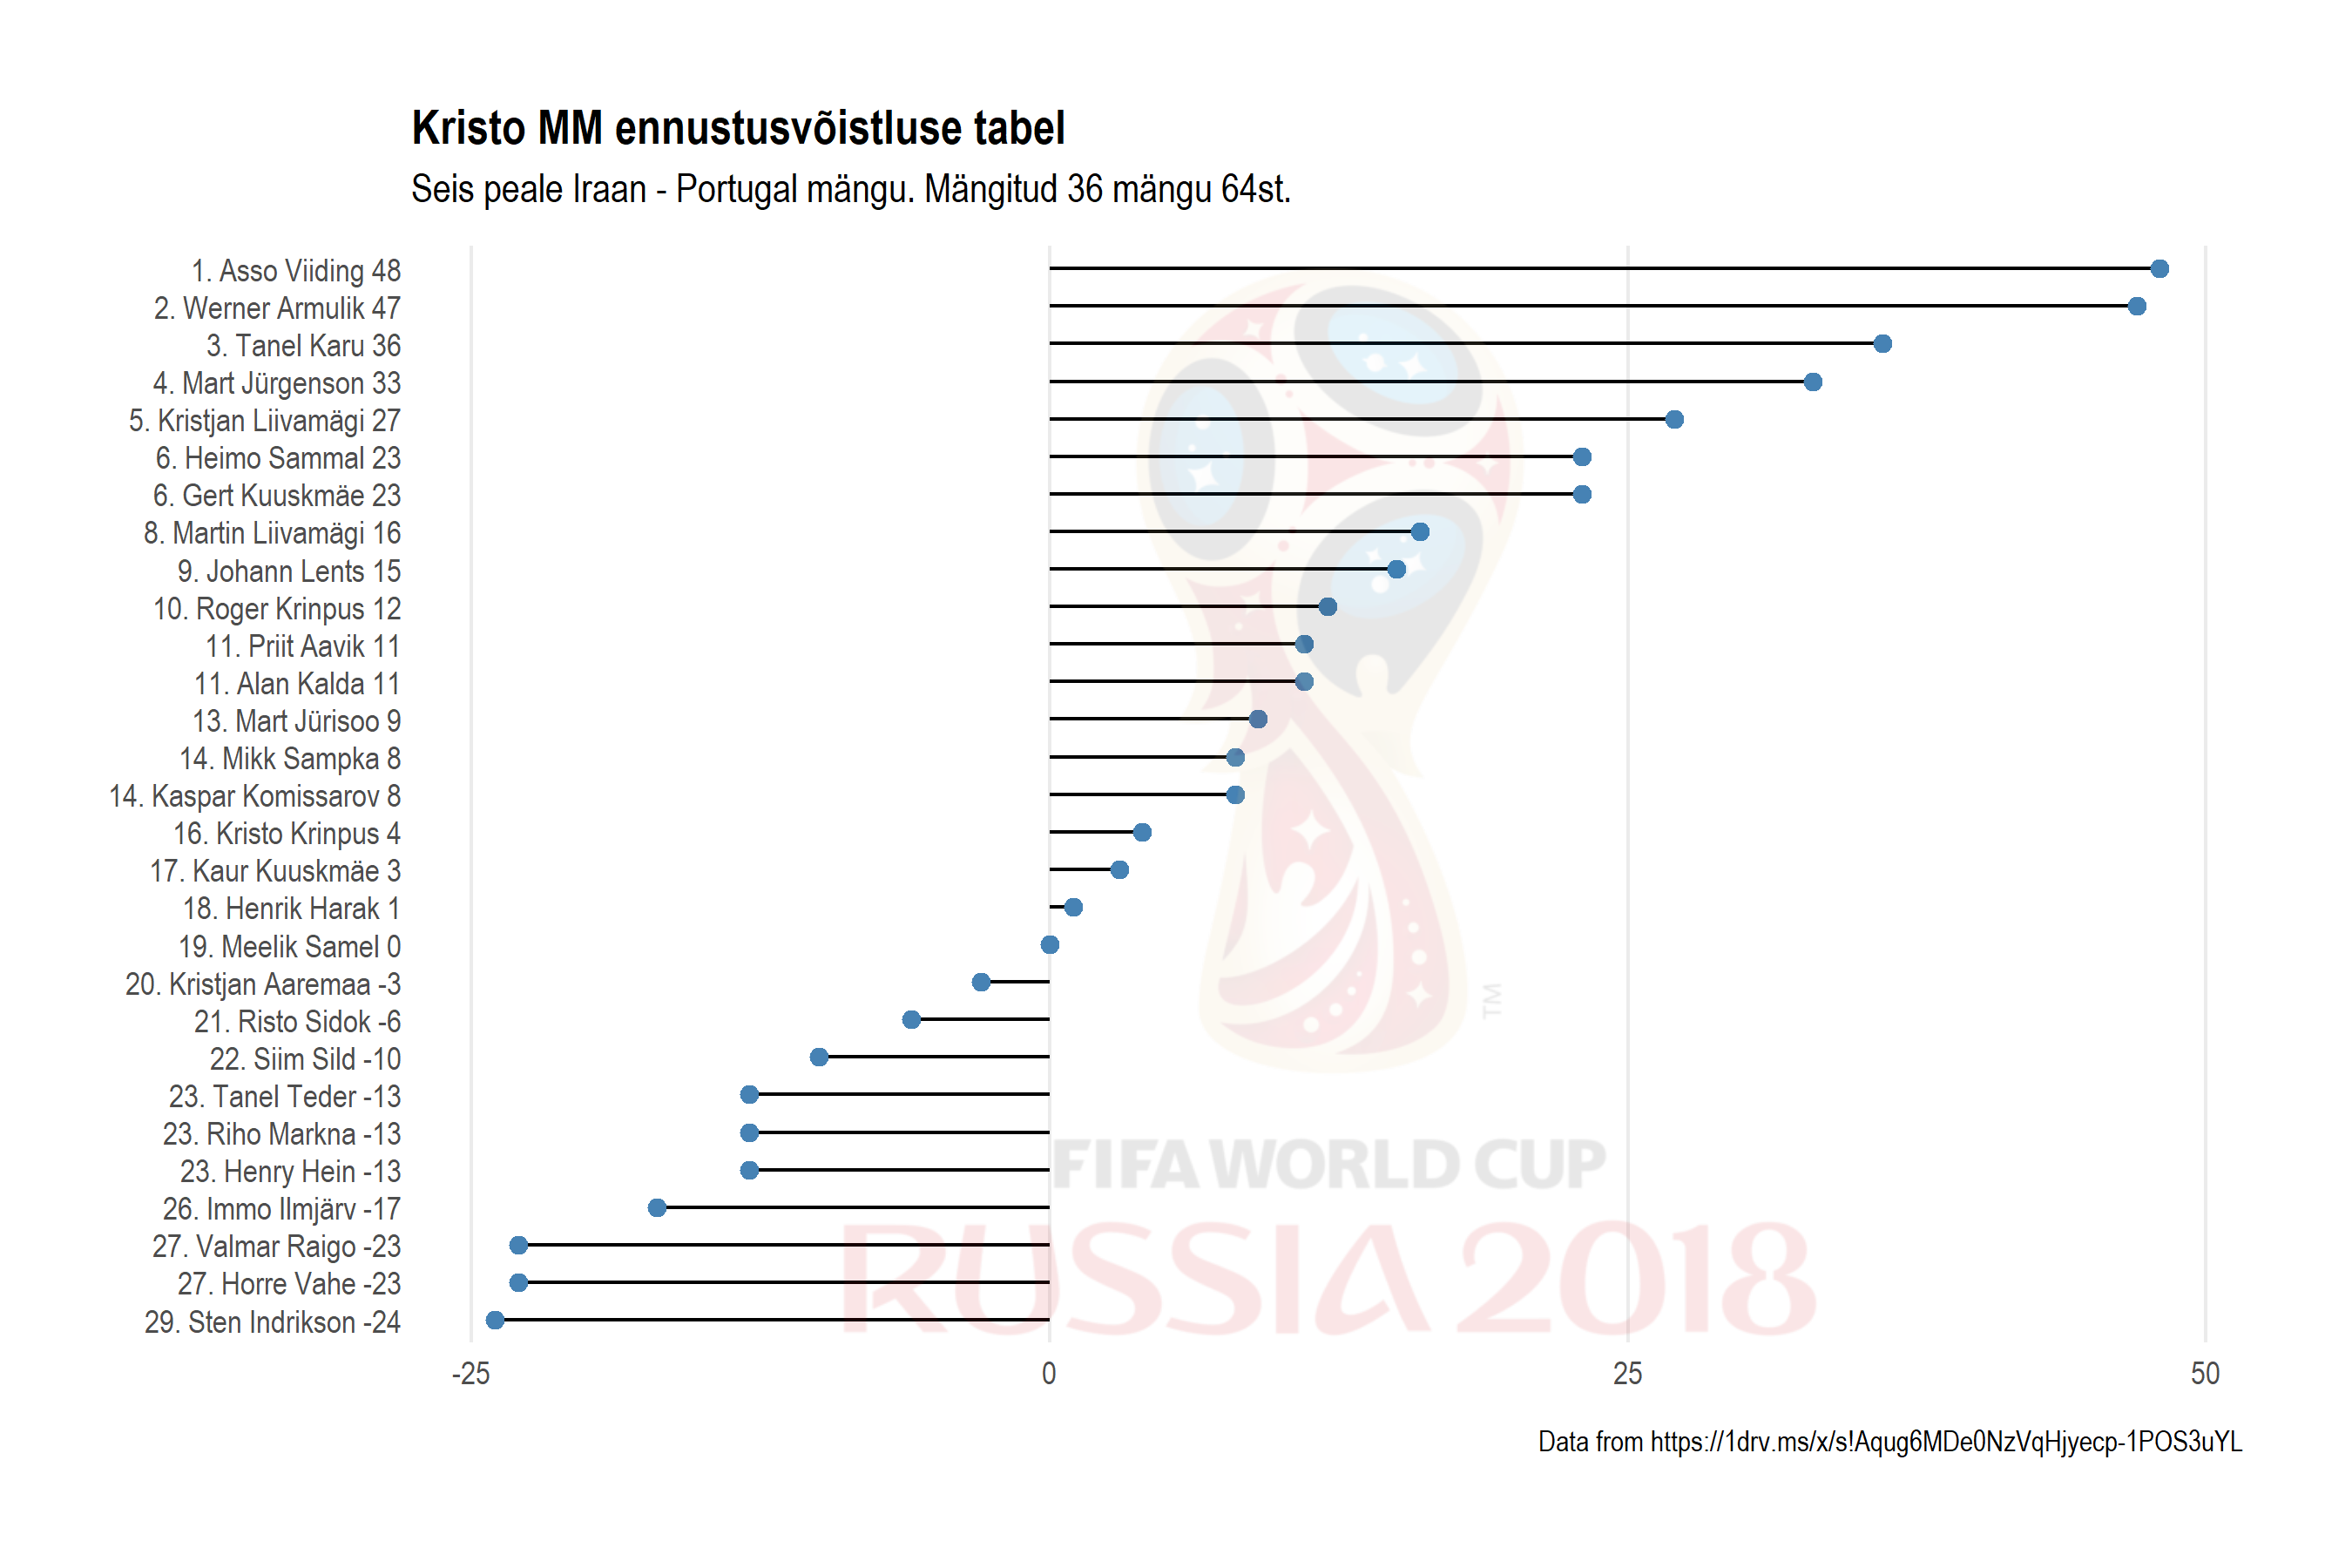 Kristo MM ennustusvõistluse tabel
Seis peale Iraan - Portugal mängu. Mängitud 36 mängu 64st.
1. Asso Viiding 48
2. Werner Armulik 47
3. Tanel Karu 36
4. Mart Jürgenson 33
5. Kristjan Liivamägi 27
6. Heimo Sammal 23
6. Gert Kuuskmäe 23
8. Martin Liivamägi 16
9. Johann Lents 15
10. Roger Krinpus 12
11. Priit Aavik 11
11. Alan Kalda 11
13. Mart Jürisoo 9
14. Mikk Sampka 8
14. Kaspar Komissarov 8
16. Kristo Krinpus 4
17. Kaur Kuuskmäe 3
18. Henrik Harak 1
19. Meelik Samel 0
20. Kristjan Aaremaa -3
21. Risto Sidok -6
22. Siim Sild -10
23. Tanel Teder -13
23. Riho Markna -13
23. Henry Hein -13
26. Immo Ilmjärv -17
27. Valmar Raigo -23
27. Horre Vahe -23
29. Sten Indrikson -24
TM
FIFA WORLD CUP
RUSSIA 2018
-25 0 25 50
Data from https://1drv.ms/x/s!Aqug6MDe0NzVqHjyecp-1POS3uYL